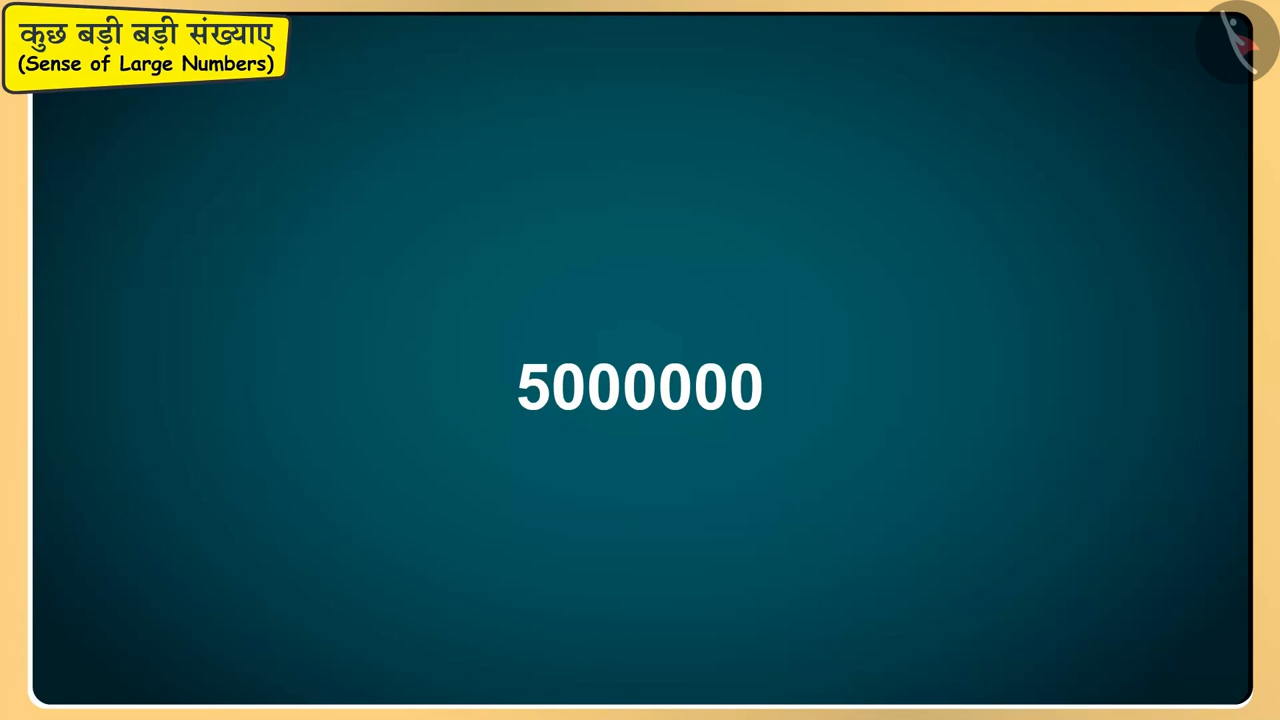 कुछ बड़ी बड़ी संख्याए
(Sense of Large Numbers)
5000000